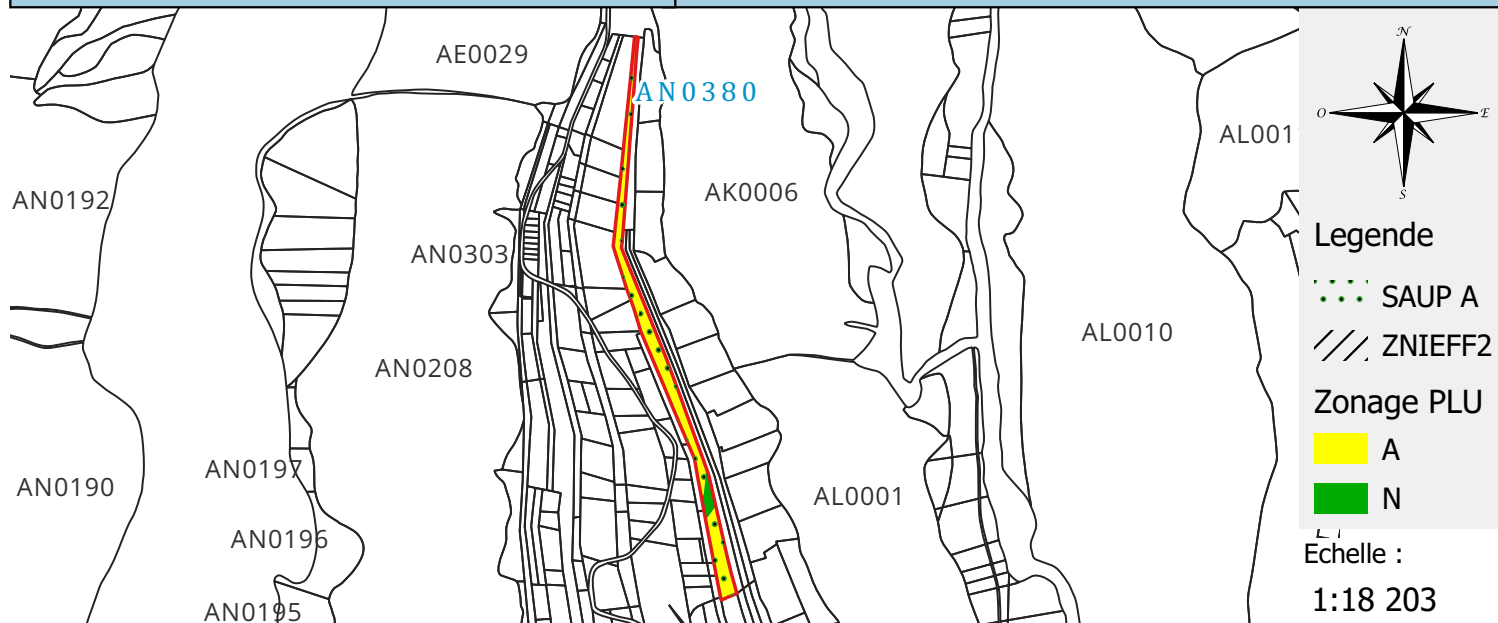 AE0029
AN0380
AL001
AN0192
AK0006
AN0303
AL0010
AN0208
AN0197
AN0190
AL0001
AN0196
AN0195
N
O
E
S
Legende
SAUP A
ZNIEFF2
Zonage PLU
A
N
Echelle :
1:18 203